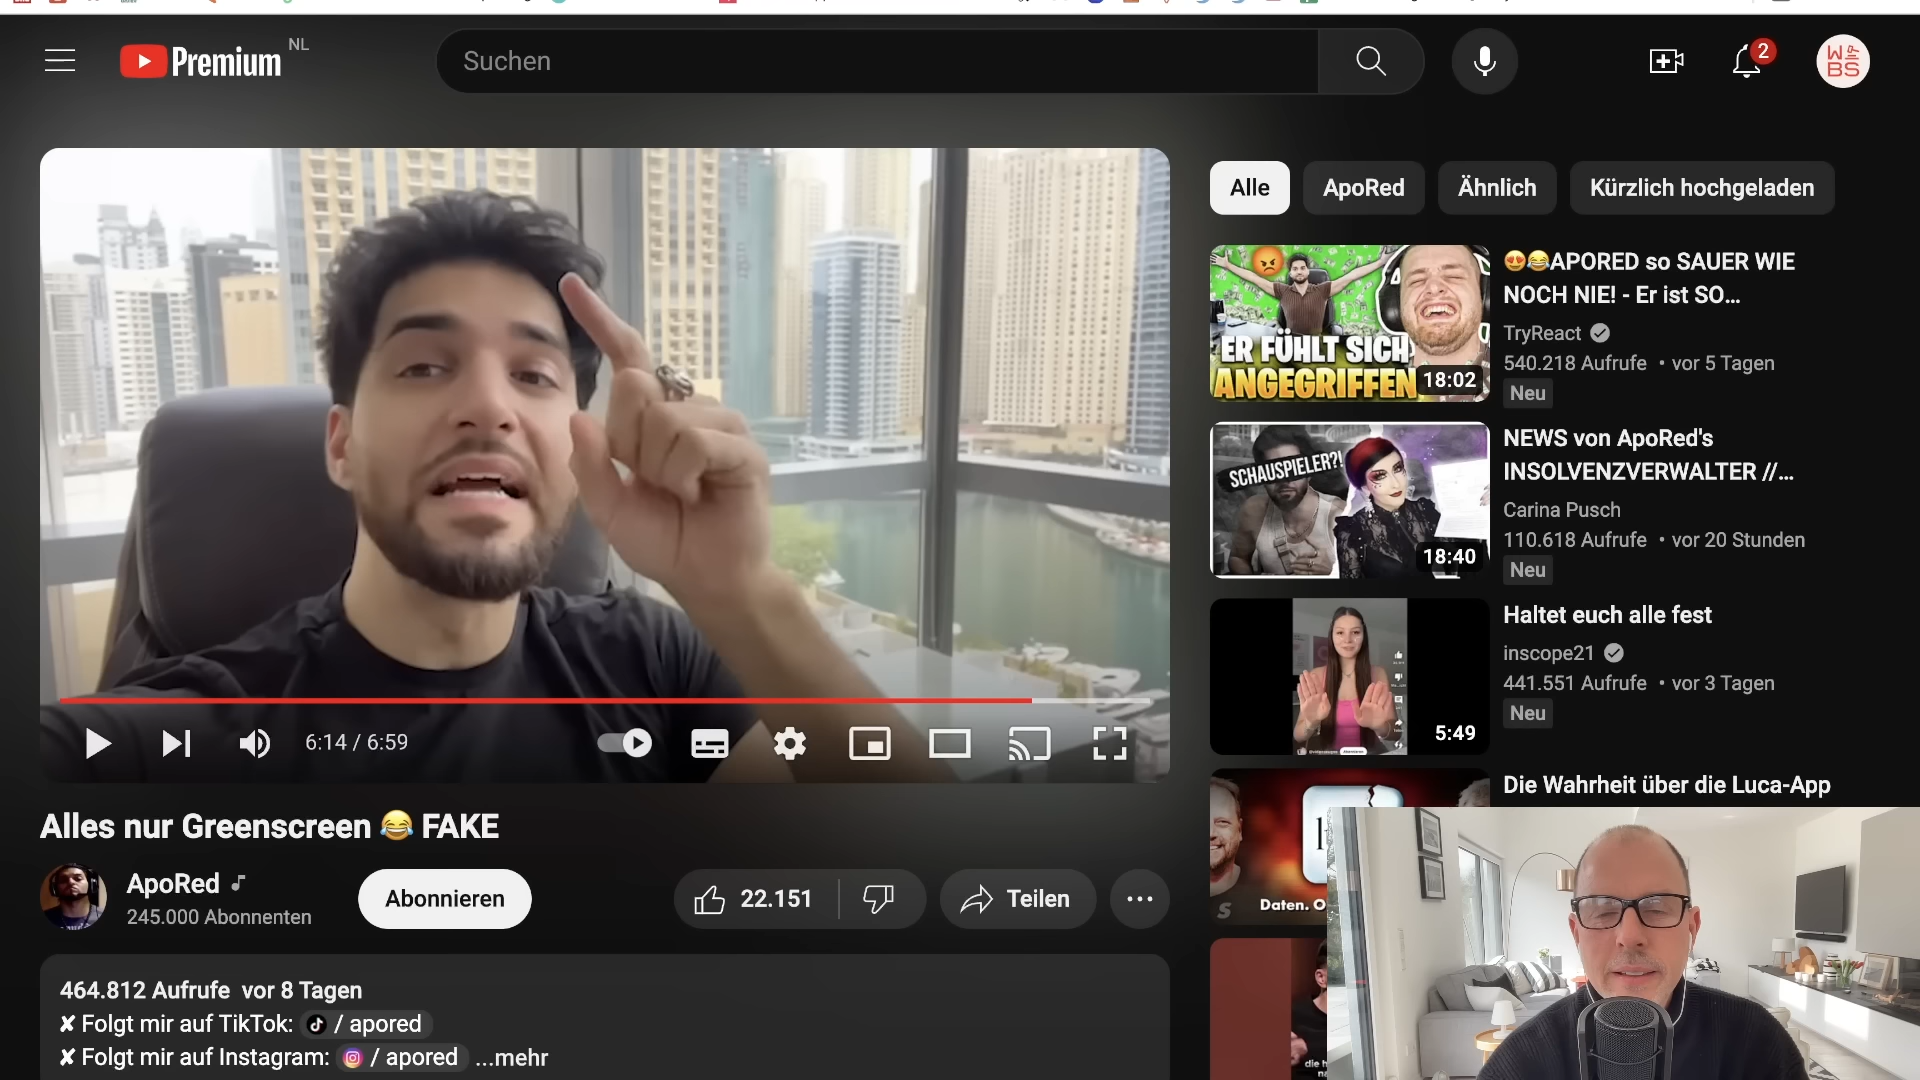 Premium NL
Suchen
2
W BS
6:14 / 6:59
Alles nur Greenscreen 😂 FAKE
ApoRed
245.000 Abonnenten
Abonnieren
22.151
Teilen
464.812 Aufrufe vor 8 Tagen
✘ Folgt mir auf TikTok: / apored
✘ Folgt mir auf Instagram: / apored ...mehr
Alle
ApoRed
Ähnlich
Kürzlich hochgeladen
ER FÜHLT SICH
ANGEGRIFFEN
18:02
😍😂APORED so SAUER WIE
NOCH NIE! - Er ist SO...
TryReact
540.218 Aufrufe • vor 5 Tagen
Neu
SCHAUSPIELER?!
18:40
NEWS von ApoRed's
INSOLVENZVERWALTER //...
Carina Pusch
110.618 Aufrufe • vor 20 Stunden
Neu
5:49
Haltet euch alle fest
inscope21
441.551 Aufrufe • vor 3 Tagen
Neu
Die Wahrheit über die Luca-App
Daten. O
die h